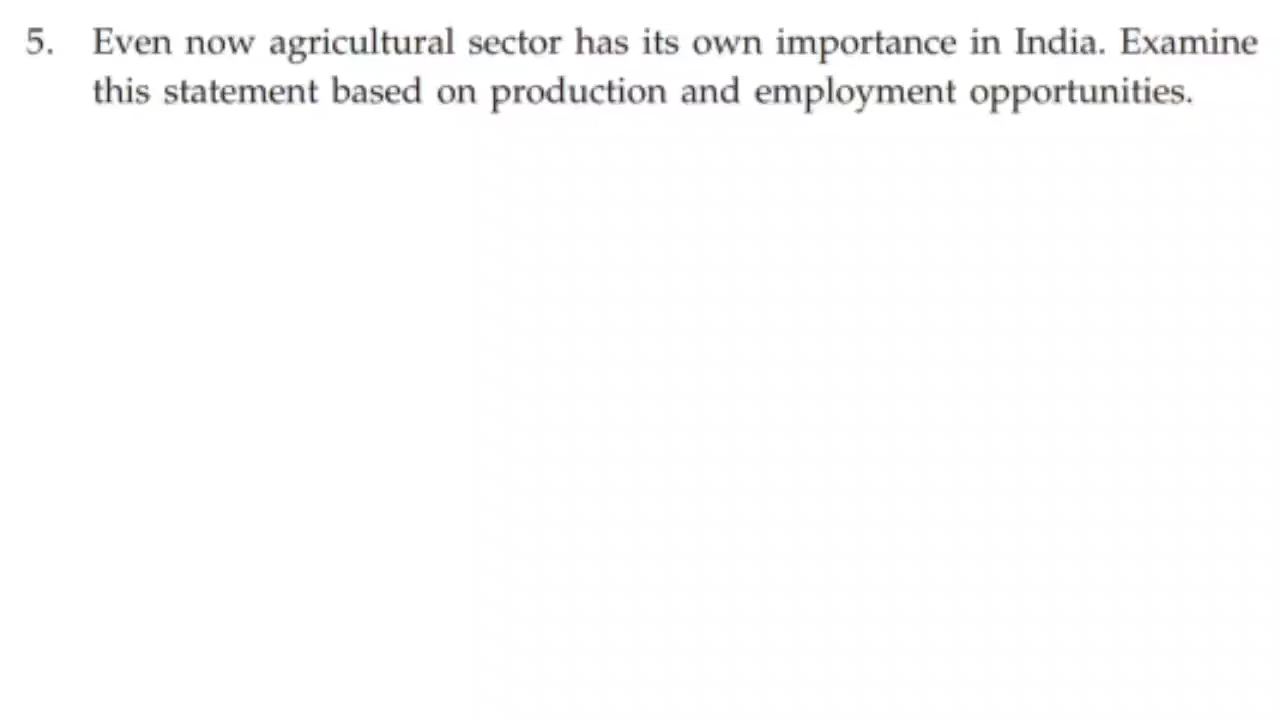 5. Even now agricultural sector has its own importance in India. Examine
this statement based on production and employment opportunities.